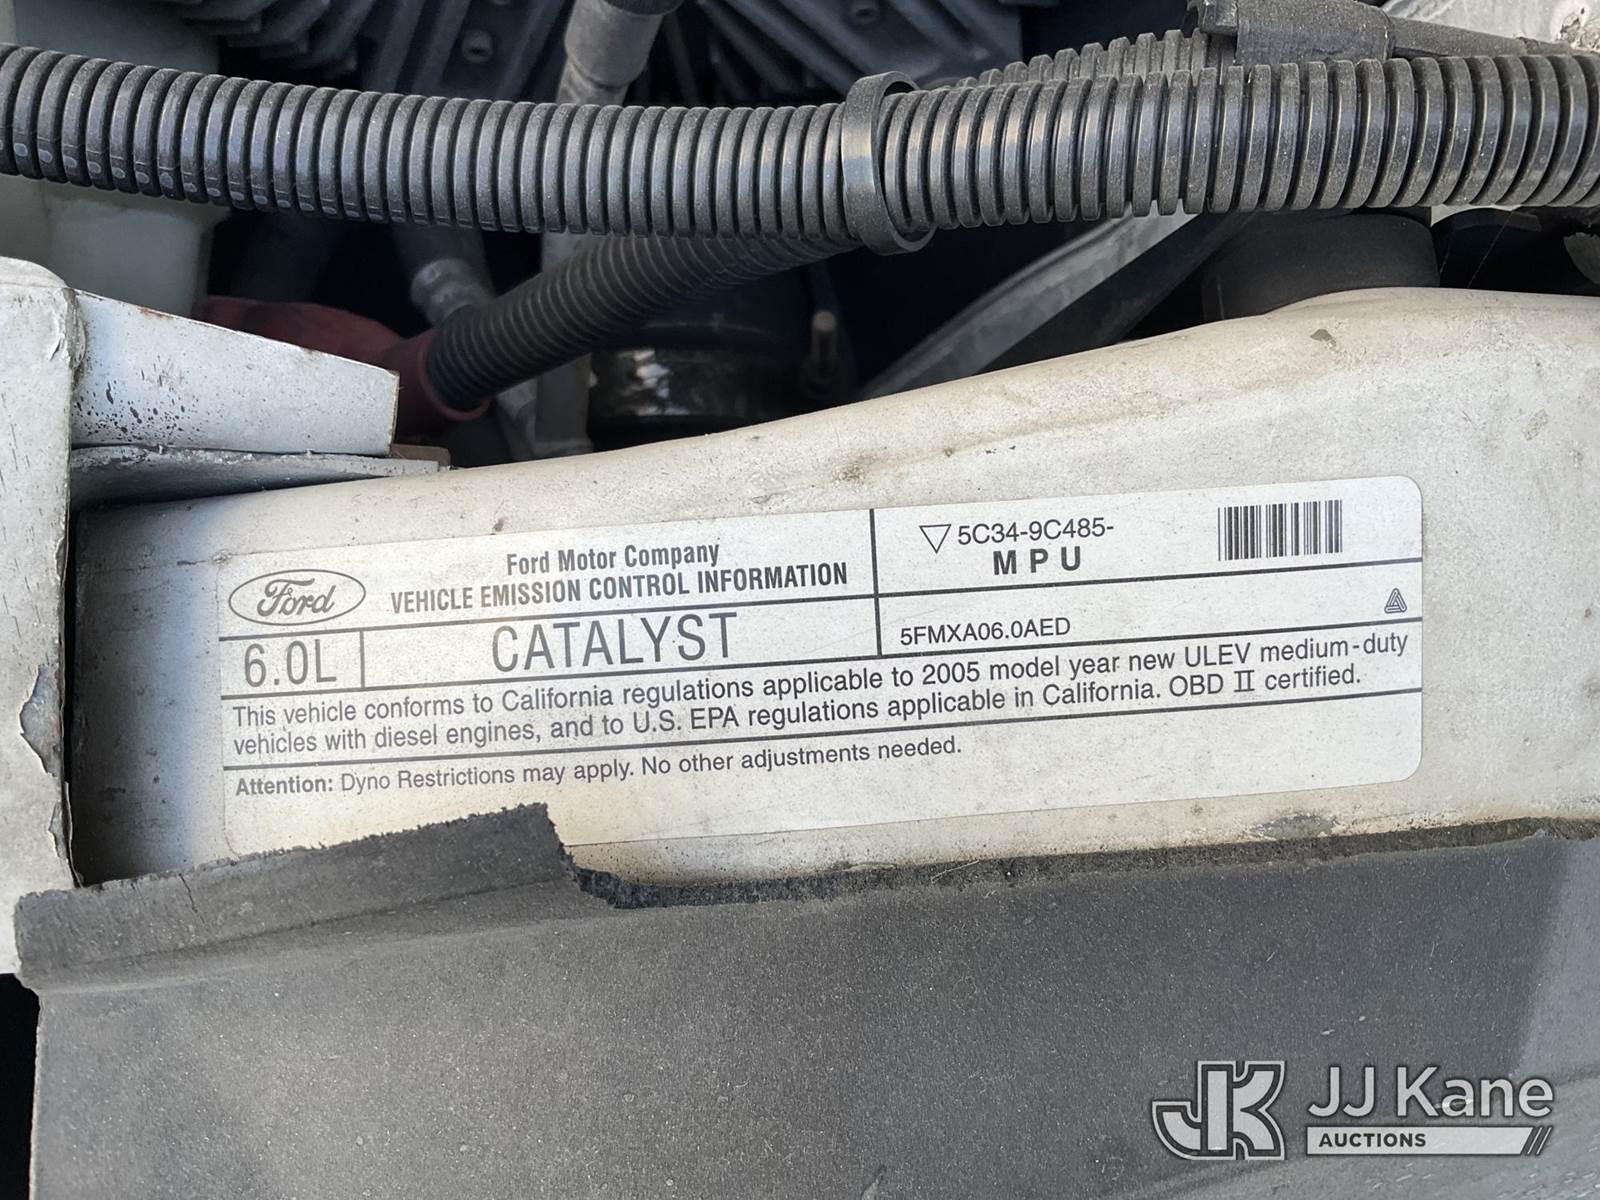 Ford
Ford Motor Company
VEHICLE EMISSION CONTROL INFORMATION
5C34-9C485-
MPU
6.0L
CATALYST
5FMXA06.0AED
This vehicle conforms to California regulations applicable to 2005 model year new ULEV medium-duty
vehicles with diesel engines, and to U.S. EPA regulations applicable in California. OBD II certified.
Attention: Dyno Restrictions may apply. No other adjustments needed.
JK
JJ Kane
AUCTIONS